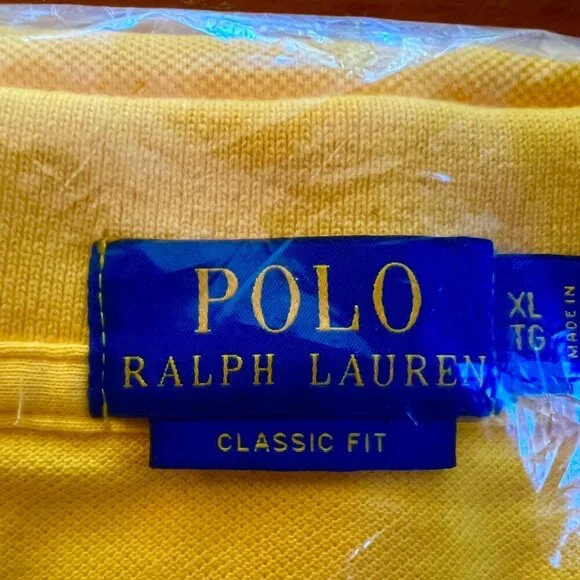 POLO
RALPH LAUREN
CLASSIC FIT
XL
TG
MADE IN